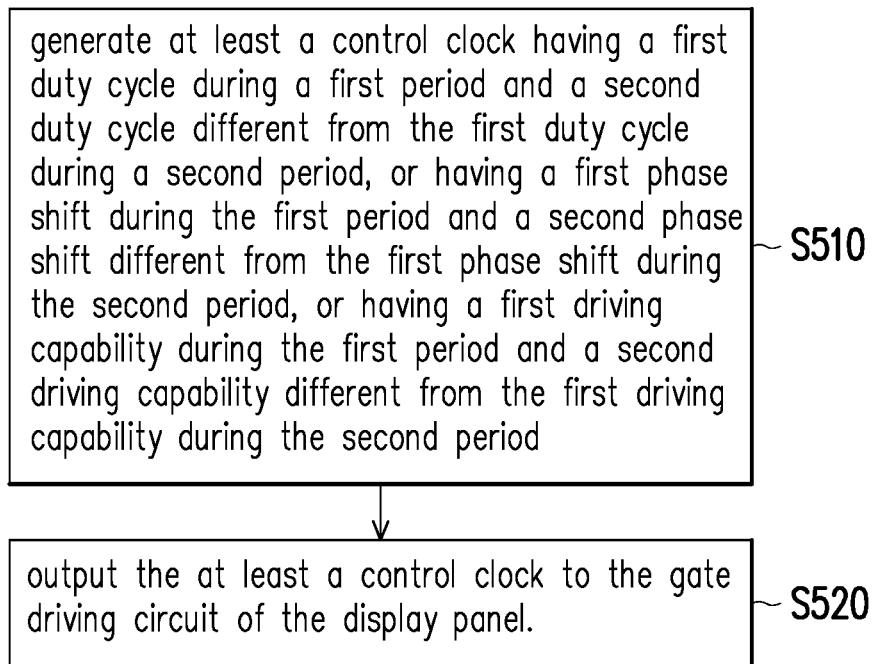 generate at least a control clock having a first
duty cycle during a first period and a second
duty cycle different from the first duty cycle
during a second period, or having a first phase
shift during the first period and a second phase
shift different from the first phase shift during
the second period, or having a first driving
capability during the first period and a second
driving capability different from the first driving
capability during the second period
S510
output the at least a control clock to the gate
driving circuit of the display panel.
S520